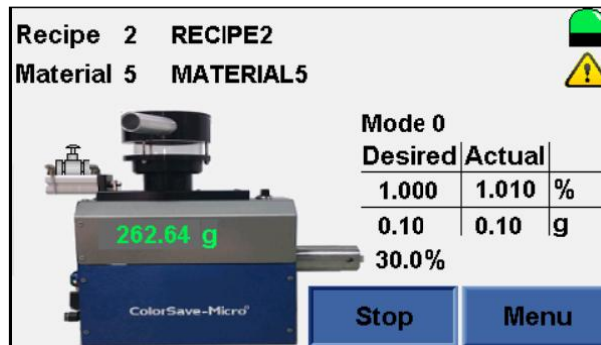 Recipe 2 RECIPE2
Material 5 MATERIAL5
Mode 0
Desired Actual
1.000 1.010 %
0.10 0.10 g
30.0%
262.64 g
ColorSave-Micro
Stop Menu